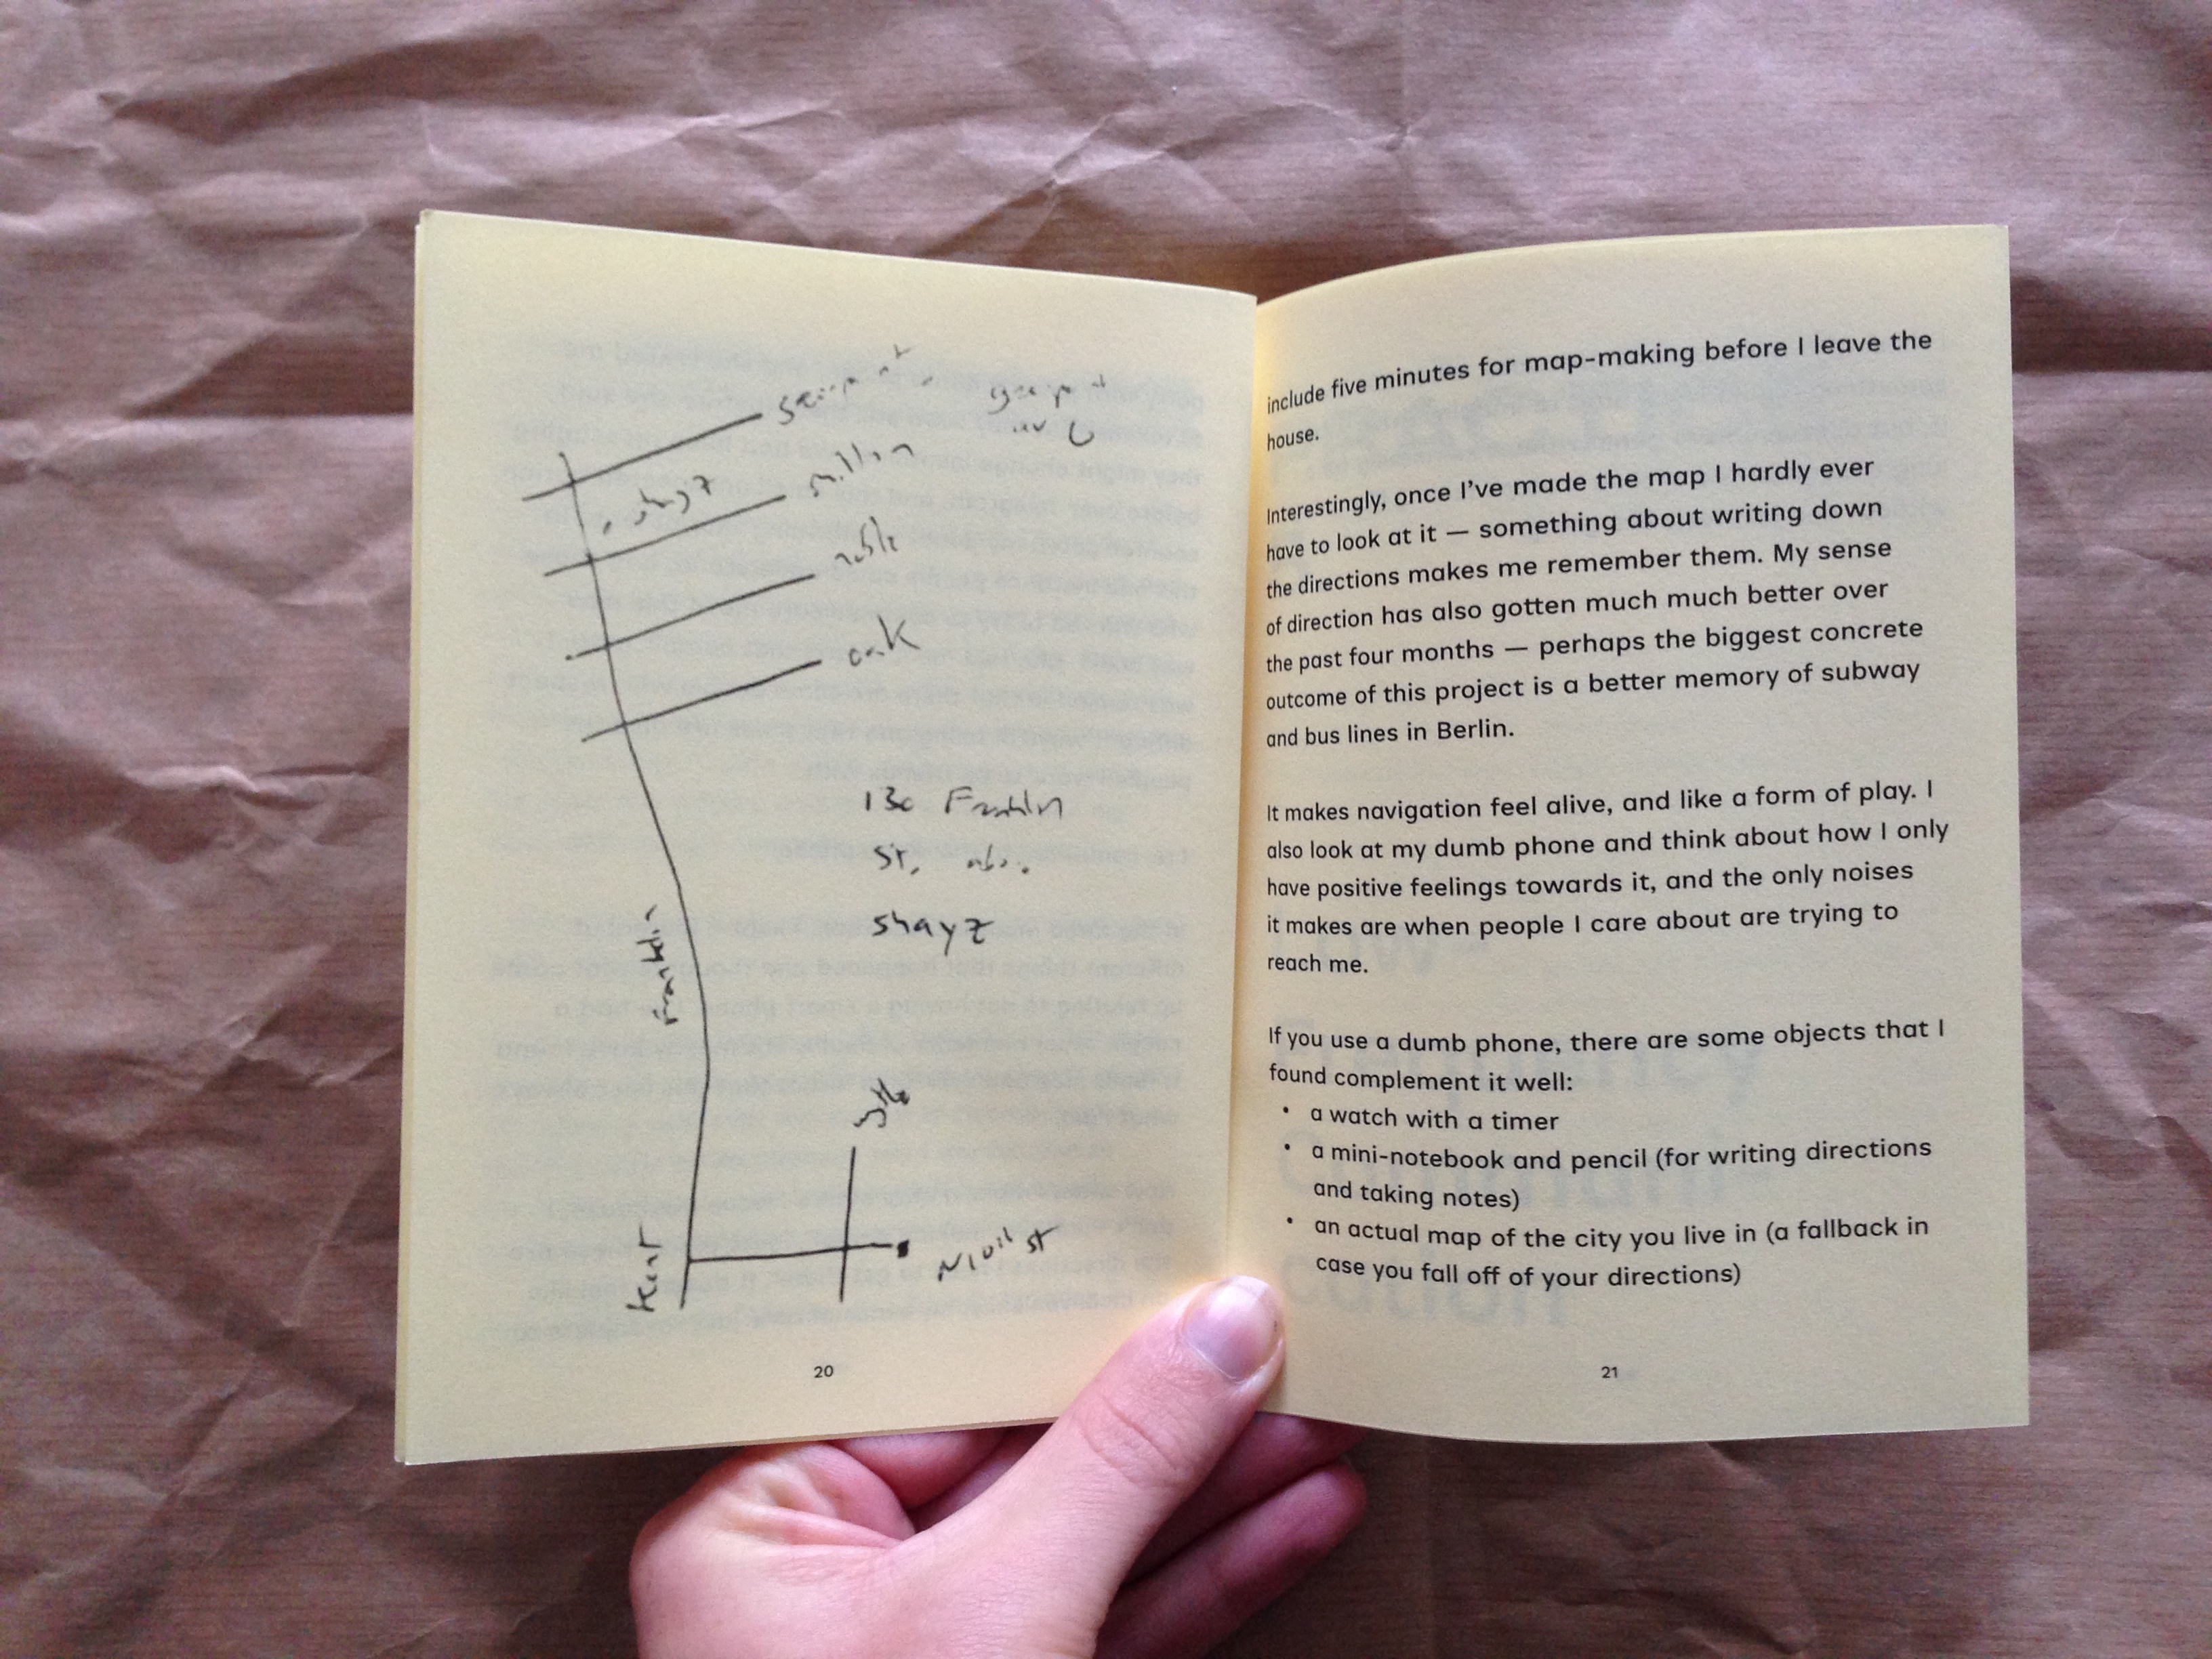 milton
noble
oak
130 Franklin
St.
shayz
Franklin
wythe
Kent
20
include five minutes for map-making before I leave the
house.
Interestingly, once I've made the map I hardly ever
have to look at it — something about writing down
the directions makes me remember them. My sense
of direction has also gotten much much better over
the past four months — perhaps the biggest concrete
outcome of this project is a better memory of subway
and bus lines in Berlin.
It makes navigation feel alive, and like a form of play. I
also look at my dumb phone and think about how I only
have positive feelings towards it, and the only noises
it makes are when people I care about are trying to
reach me.
If you use a dumb phone, there are some objects that I
found complement it well:
• a watch with a timer
• a mini-notebook and pencil (for writing directions
and taking notes)
• an actual map of the city you live in (a fallback in
case you fall off of your directions)
21